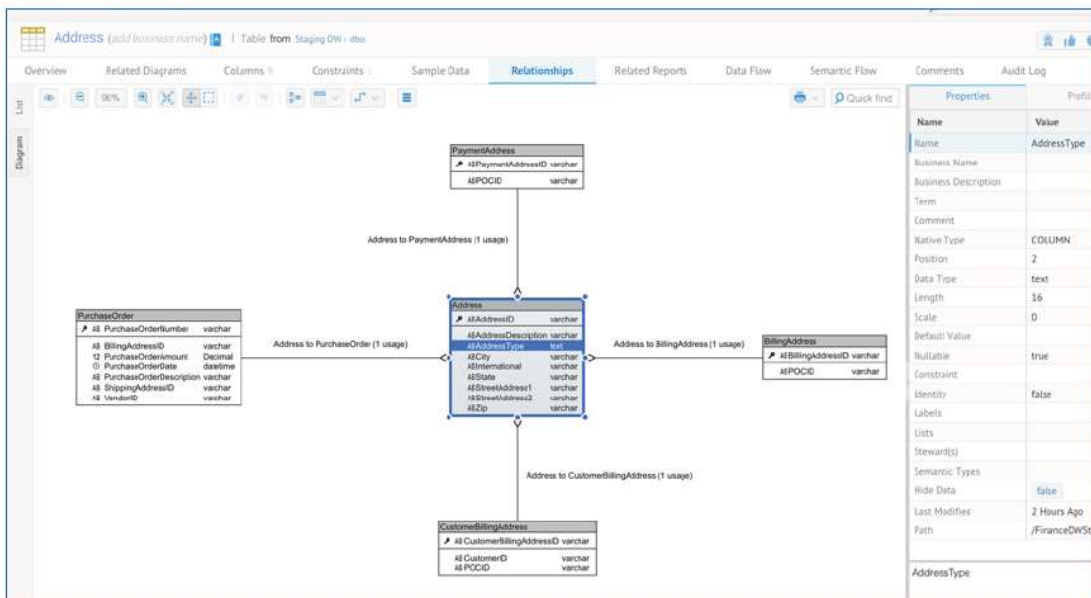 Address (add business name) | Table from Staging DW › dbo
Overview Related Diagrams Columns 9 Constraints Sample Data Relationships Related Reports Data Flow Semantic Flow Comments Audit Log
List
Diagram
96%
Quick find
PaymentAddress
PaymentAddressID varchar
POCID varchar
Address to PaymentAddress (1 usage)
PurchaseOrder
PurchaseOrderNumber varchar
BillingAddressID varchar
PurchaseOrderAmount Decimal
PurchaseOrderDate datetime
PurchaseOrderDescription varchar
ShippingAddressID varchar
VendorID varchar
Address to PurchaseOrder (1 usage)
Address
AddressID varchar
AddressDescription varchar
AddressType text
City varchar
International varchar
State varchar
StreetAddress1 varchar
StreetAddress2 varchar
Zip varchar
Address to BillingAddress (1 usage)
BillingAddress
BillingAddressID varchar
POCID varchar
Address to CustomerBillingAddress (1 usage)
CustomerBillingAddress
CustomerBillingAddressID varchar
CustomerID varchar
POCID varchar
Properties
Name Value
Name AddressType
Business Name
Business Description
Term
Comment
Native Type COLUMN
Position 2
Data Type text
Length 16
Scale 0
Default Value
Nullable true
Constraint
Identity false
Labels
Lists
Steward(s)
Semantic Types
Hide Data false
Last Modifies 2 Hours Ago
Path /FinanceDWSt
AddressType